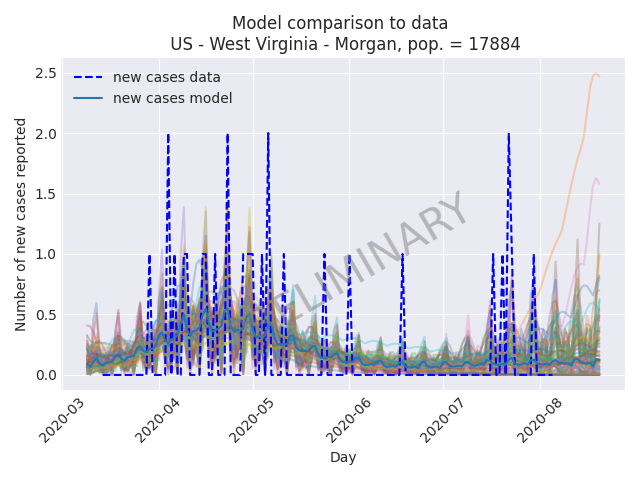 Model comparison to data
US - West Virginia - Morgan, pop. = 17884
new cases data
new cases model
Number of new cases reported
2.5
2.0
1.5
1.0
0.5
0.0
2020-03
2020-04
2020-05
2020-06
2020-07
2020-08
Day